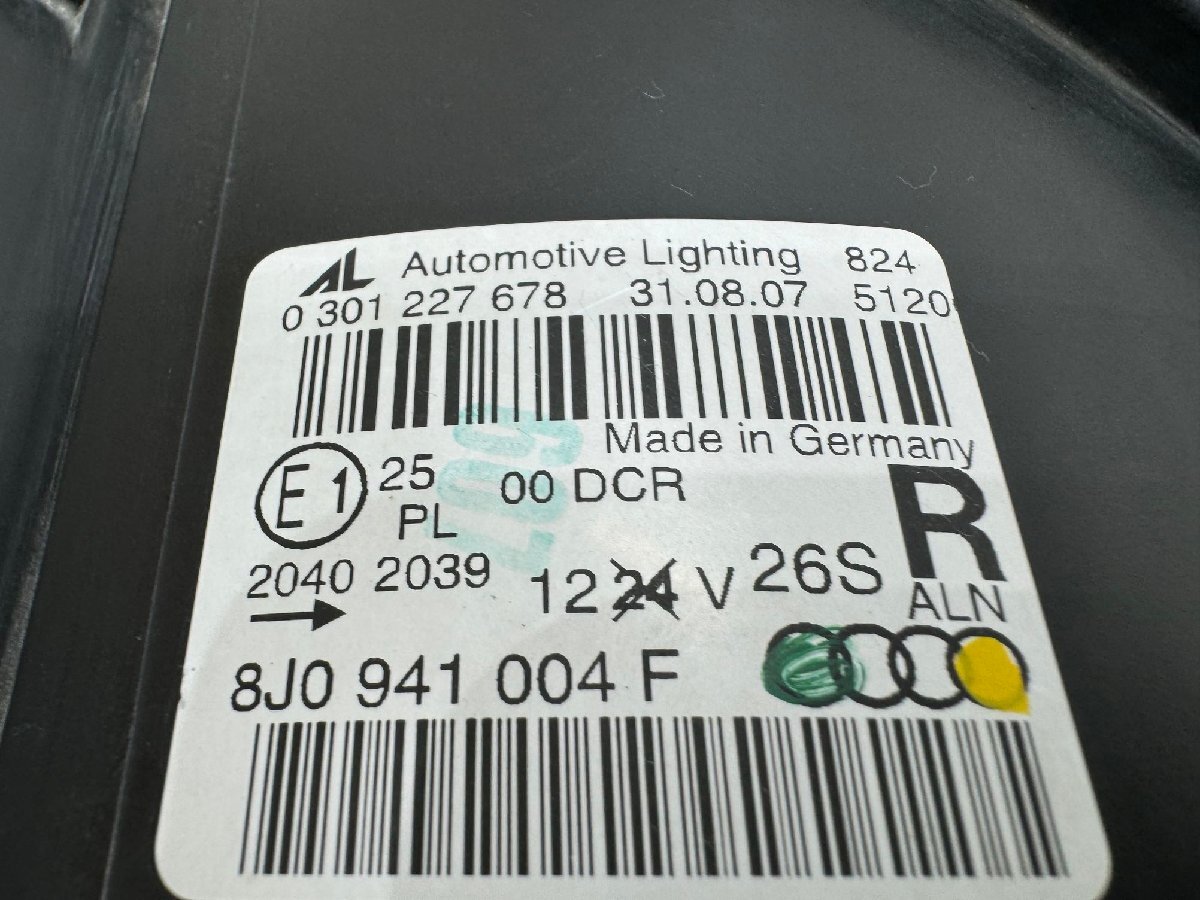 AL Automotive Lighting 824
0 301 227 678 31.08.07 5120
Made in Germany
E1 25 00 DCR R
PL
2040 2039 12 24 V 26S ALN
8J0 941 004 F